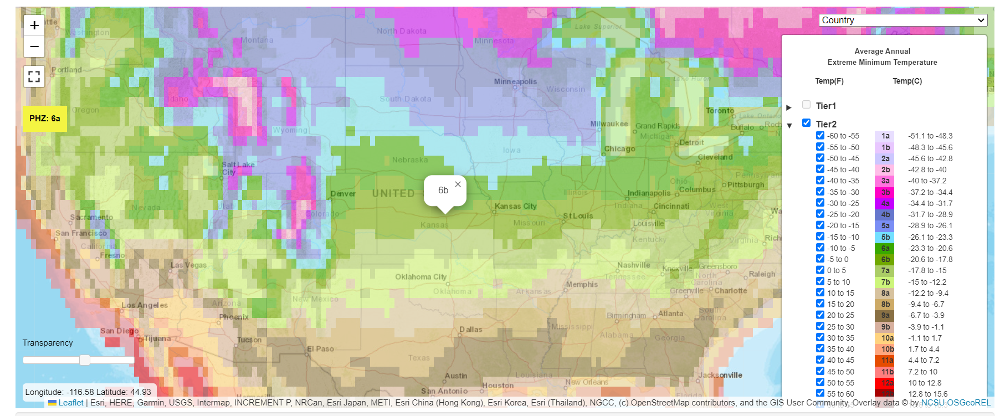 +
−
PHZ: 6a
Country
Average Annual
Extreme Minimum Temperature
Temp(F) Temp(C)
Tier1
Tier2
-60 to -55 1a -51.1 to -48.3
-55 to -50 1b -48.3 to -45.6
-50 to -45 2a -45.6 to -42.8
-45 to -40 2b -42.8 to -40
-40 to -35 3a -40 to -37.2
-35 to -30 3b -37.2 to -34.4
-30 to -25 4a -34.4 to -31.7
-25 to -20 4b -31.7 to -28.9
-20 to -15 5a -28.9 to -26.1
-15 to -10 5b -26.1 to -23.3
-10 to -5 6a -23.3 to -20.6
-5 to 0 6b -20.6 to -17.8
0 to 5 7a -17.8 to -15
5 to 10 7b -15 to -12.2
10 to 15 8a -12.2 to -9.4
15 to 20 8b -9.4 to -6.7
20 to 25 9a -6.7 to -3.9
25 to 30 9b -3.9 to -1.1
30 to 35 10a -1.1 to 1.7
35 to 40 10b 1.7 to 4.4
40 to 45 11a 4.4 to 7.2
45 to 50 11b 7.2 to 10
50 to 55 12a 10 to 12.8
55 to 60 12.8 to 15.6
Washington
Montana
North Dakota
Minnesota
Lake Superior
Portland
Minneapolis
Wisconsin
Lake Huron
Idaho
South Dakota
Oregon
Toronto
Lake Ontario
Wyoming
Milwaukee
Grand Rapids
Michigan
Buffalo
Roch
Detroit
Iowa
Chicago
Cleveland
Nebraska
Salt Lake
City
Pennsylvan
Ohio
Pittsburgh
6b
×
UNITED
Denver
Illinois
Indianapolis
Columbus
Nevada
Utah
Colorado
Kansas City
Indiana
Cincinnati
West
Virginia
Wa
Sacramento
Kansas
Missouri
St Louis
Louisville
San Francisco
Kentucky
Virginia
Rich
California
Fresno
Las Vegas
Oklahoma City
Nashville
Tennessee
Knoxville
Greensboro
Raleigh
North
Carolina
Memphis
Oklahoma
Arkansas
Greenville
Charlotte
Los Angeles
Arizona
New Mexico
Phoenix
Birmingham
Atlanta
South
Carolina
San Diego
Tijuana
Tucson
Dallas
Mississippi
Alabama
Georgia
El Paso
Texas
Austin
Louisiana
Houston
New Orleans
Jacksonville
San Antonio
Florida
Transparency
Longitude: -116.58 Latitude: 44.93
Leaflet | Esri, HERE, Garmin, USGS, Intermap, INCREMENT P, NRCan, Esri Japan, METI, Esri China (Hong Kong), Esri Korea, Esri (Thailand), NGCC, (c) OpenStreetMap contributors, and the GIS User Community, Overlay data © by NCSU OSGeoREL